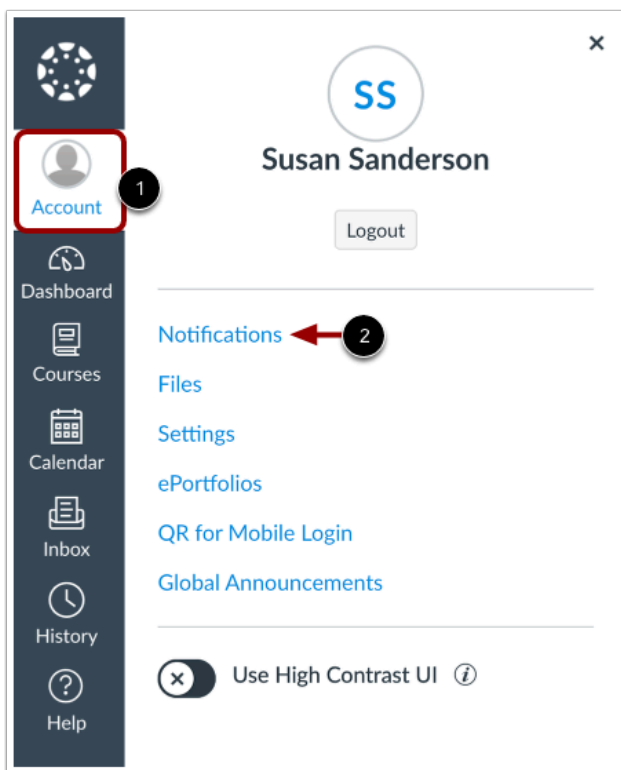 SS
Susan Sanderson
Logout
Account
1
Dashboard
Courses
Calendar
Inbox
History
Help
Notifications
2
Files
Settings
ePortfolios
QR for Mobile Login
Global Announcements
Use High Contrast UI i